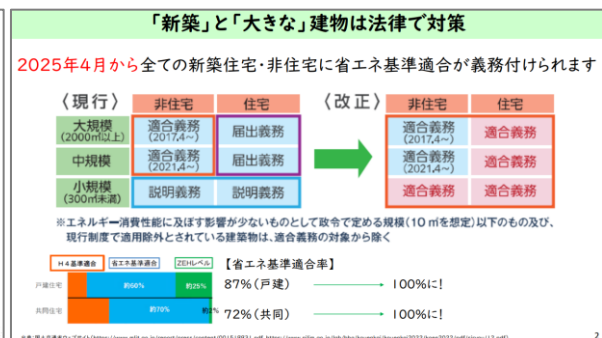 「新築」と「大きな」建物は法律で対策
2025年4月から全ての新築住宅・非住宅に省エネ基準適合が義務付けられます
〈現行〉 非住宅 住宅 〈改正〉 非住宅 住宅
大規模 (2000㎡以上) 適合義務 (2017.4~) 届出義務 適合義務 (2017.4~) 適合義務
中規模 適合義務 (2021.4~) 届出義務 適合義務 (2021.4~) 適合義務
小規模 (300㎡未満) 説明義務 説明義務 適合義務 適合義務
※エネルギー消費性能に及ぼす影響が少ないものとして政令で定める規模(10㎡を想定)以下のもの及び、
現行制度で適用除外とされている建築物は、適合義務の対象から除く
H4基準適合 省エネ基準適合 ZEHレベル 【省エネ基準適合率】
戸建住宅 約60% 約25% 87%(戸建) 100%に!
共同住宅 約70% 約2% 72%(共同) 100%に!
2